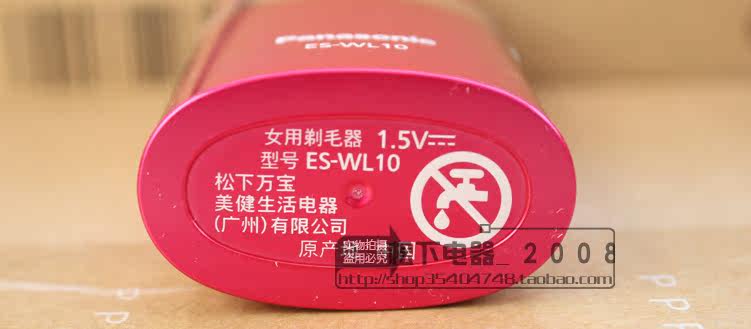 Panasonic
ES-WL10
女用剃毛器 1.5V
型号 ES-WL10
松下万宝
美健生活电器
(广州)有限公司
原产
实物拍摄
盗用必究
松下电器_2008
http://shop35404748.taobao.com/
P P